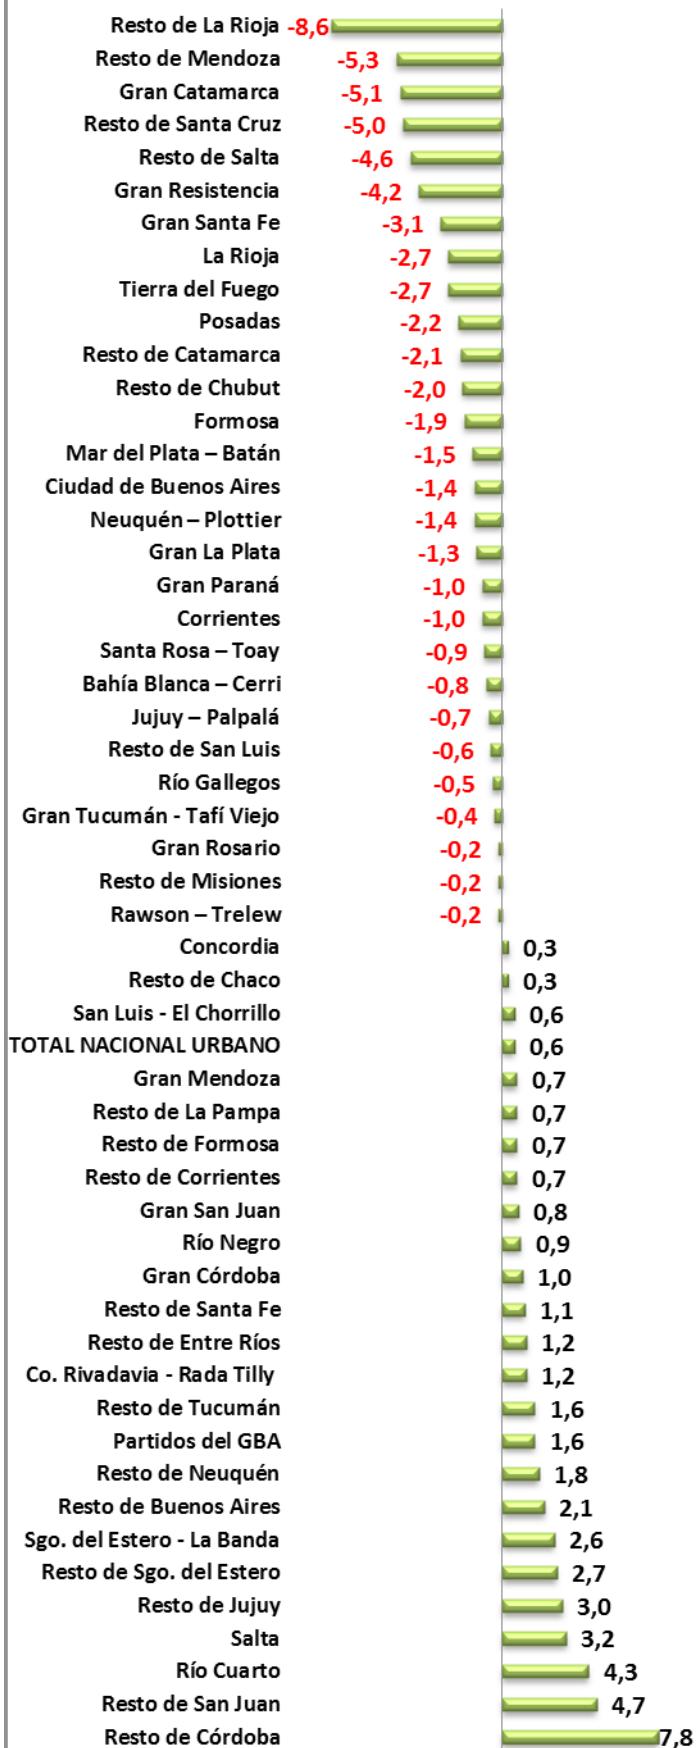 Resto de La Rioja -8,6
Resto de Mendoza -5,3
Gran Catamarca -5,1
Resto de Santa Cruz -5,0
Resto de Salta -4,6
Gran Resistencia -4,2
Gran Santa Fe -3,1
La Rioja -2,7
Tierra del Fuego -2,7
Posadas -2,2
Resto de Catamarca -2,1
Resto de Chubut -2,0
Formosa -1,9
Mar del Plata – Batán -1,5
Ciudad de Buenos Aires -1,4
Neuquén – Plottier -1,4
Gran La Plata -1,3
Gran Paraná -1,0
Corrientes -1,0
Santa Rosa – Toay -0,9
Bahía Blanca – Cerri -0,8
Jujuy – Palpalá -0,7
Resto de San Luis -0,6
Río Gallegos -0,5
Gran Tucumán - Tafí Viejo -0,4
Gran Rosario -0,2
Resto de Misiones -0,2
Rawson – Trelew -0,2
Concordia 0,3
Resto de Chaco 0,3
San Luis - El Chorrillo 0,6
TOTAL NACIONAL URBANO 0,6
Gran Mendoza 0,7
Resto de La Pampa 0,7
Resto de Formosa 0,7
Resto de Corrientes 0,7
Gran San Juan 0,8
Río Negro 0,9
Gran Córdoba 1,0
Resto de Santa Fe 1,1
Resto de Entre Ríos 1,2
Co. Rivadavia - Rada Tilly 1,2
Resto de Tucumán 1,6
Partidos del GBA 1,6
Resto de Neuquén 1,8
Resto de Buenos Aires 2,1
Sgo. del Estero - La Banda 2,6
Resto de Sgo. del Estero 2,7
Resto de Jujuy 3,0
Salta 3,2
Río Cuarto 4,3
Resto de San Juan 4,7
Resto de Córdoba 7,8